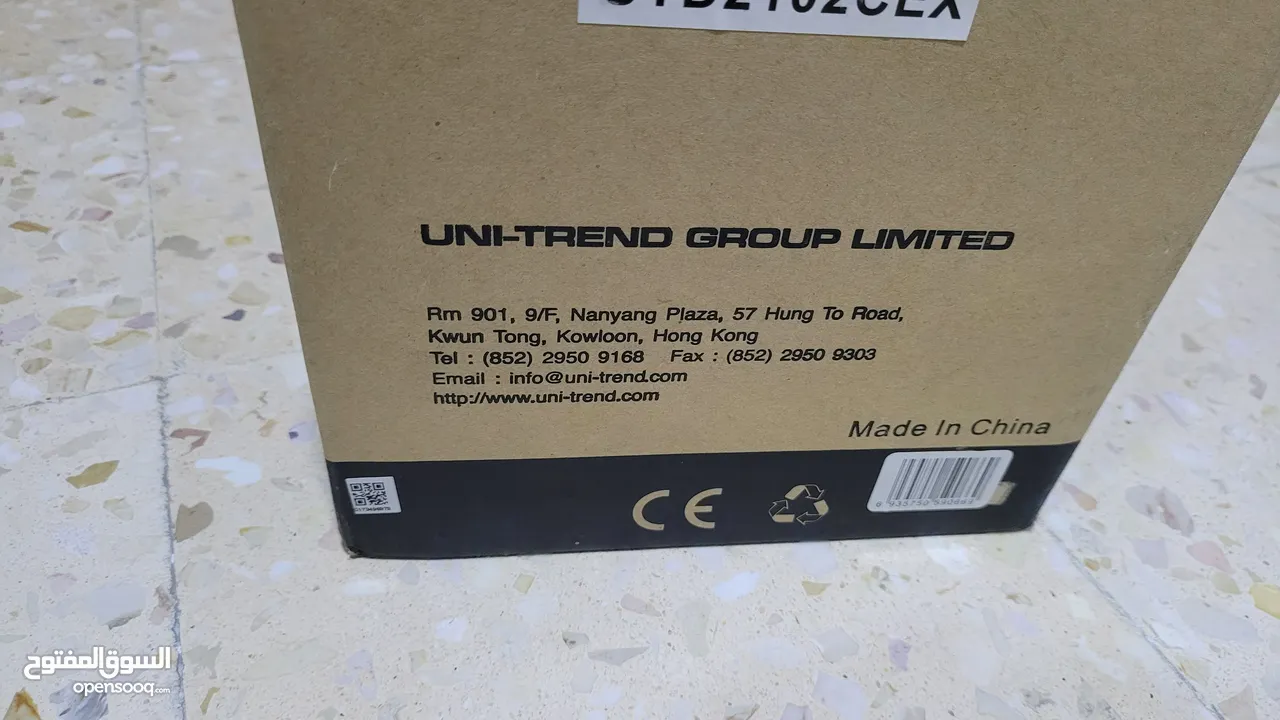 UTD2102CEX
UNI-TREND GROUP LIMITED
Rm 901, 9/F, Nanyang Plaza, 57 Hung To Road,
Kwun Tong, Kowloon, Hong Kong
Tel : (852) 2950 9168 Fax : (852) 2950 9303
Email : info@uni-trend.com
http://www.uni-trend.com
Made In China
CE
السوق المفتوح
opensooq.com